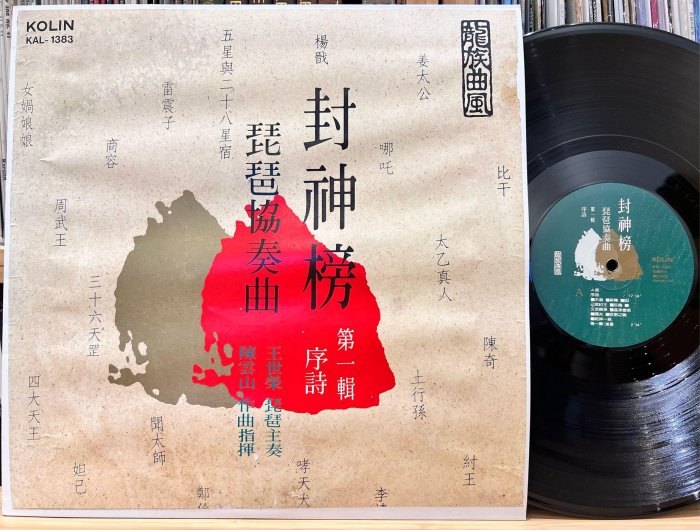 KOLIN
KAL-1383
龍族曲風
封神榜
琵琶協奏曲
第一輯
序詩
王世榮 琵琶主奏
陳雲山 作曲指揮
姜太公
楊戩
五星與二十八星宿
雷震子
女媧娘娘
商容
哪吒
比干
周武王
太乙真人
三十六天罡
陳奇
土行孫
四大天王
聞太師
紂王
妲己
哮天犬
封神榜
琵琶協奏曲
第一輯
序詩
KOLIN
A